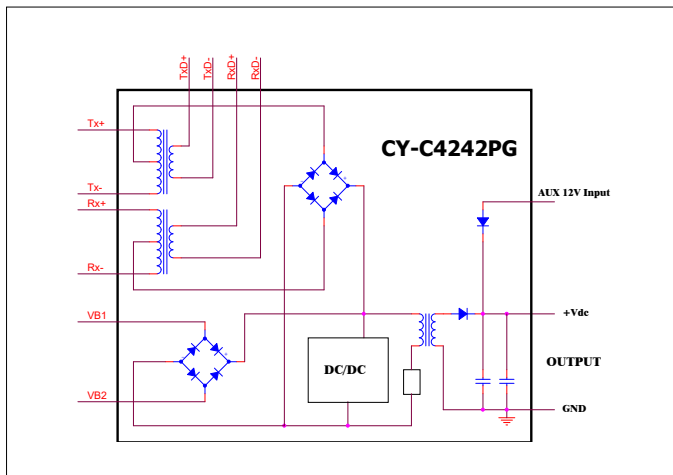 TxD+
TxD-
RxD+
RxD-
Tx+
CY-C4242PG
Tx-
AUX 12V Input
Rx+
Rx-
VB1
+Vdc
DC/DC
OUTPUT
VB2
GND